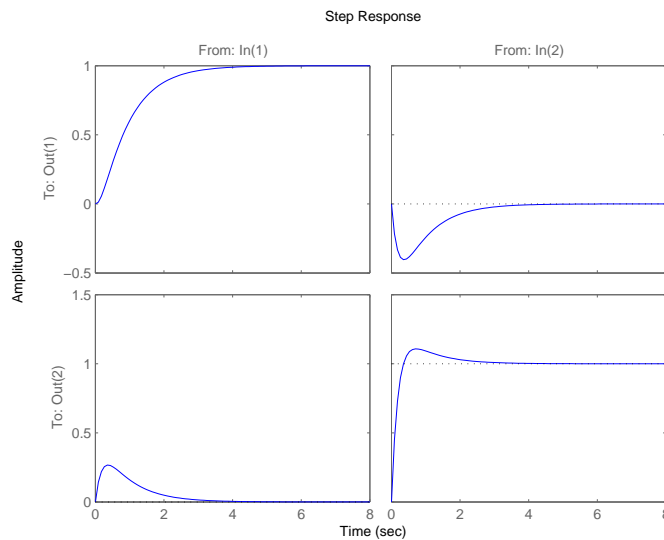 Step Response
From: In(1)
From: In(2)
Amplitude
To: Out(1)
1
0.5
0
−0.5
To: Out(2)
1.5
1
0.5
0
0 2 4 6 8
0 2 4 6 8
Time (sec)